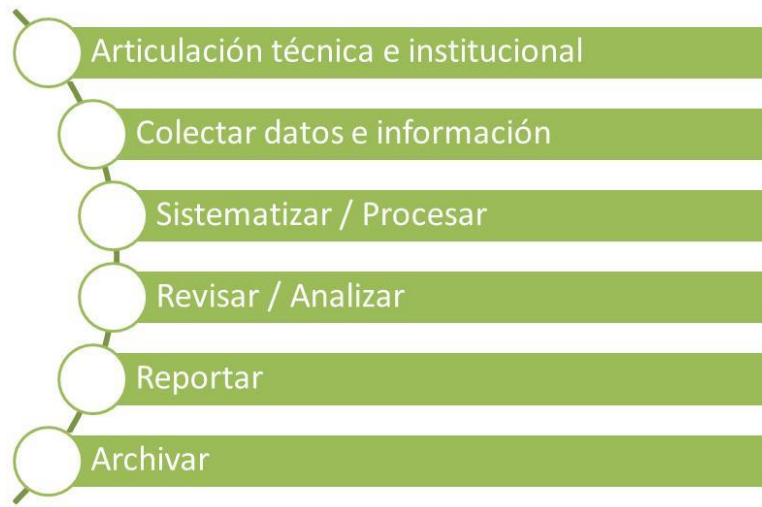 Articulación técnica e institucional
Colectar datos e información
Sistematizar / Procesar
Revisar / Analizar
Reportar
Archivar